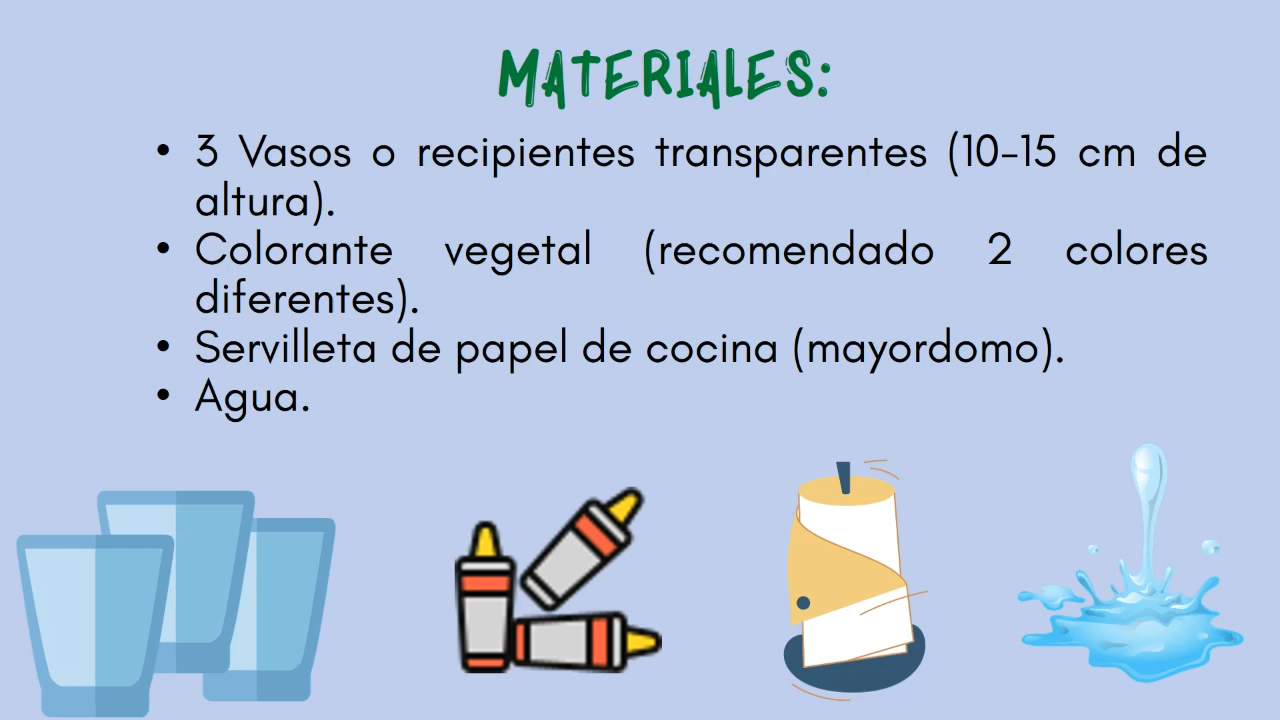 MATERIALES:
• 3 Vasos o recipientes transparentes (10-15 cm de
altura).
• Colorante vegetal (recomendado 2 colores
diferentes).
• Servilleta de papel de cocina (mayordomo).
• Agua.